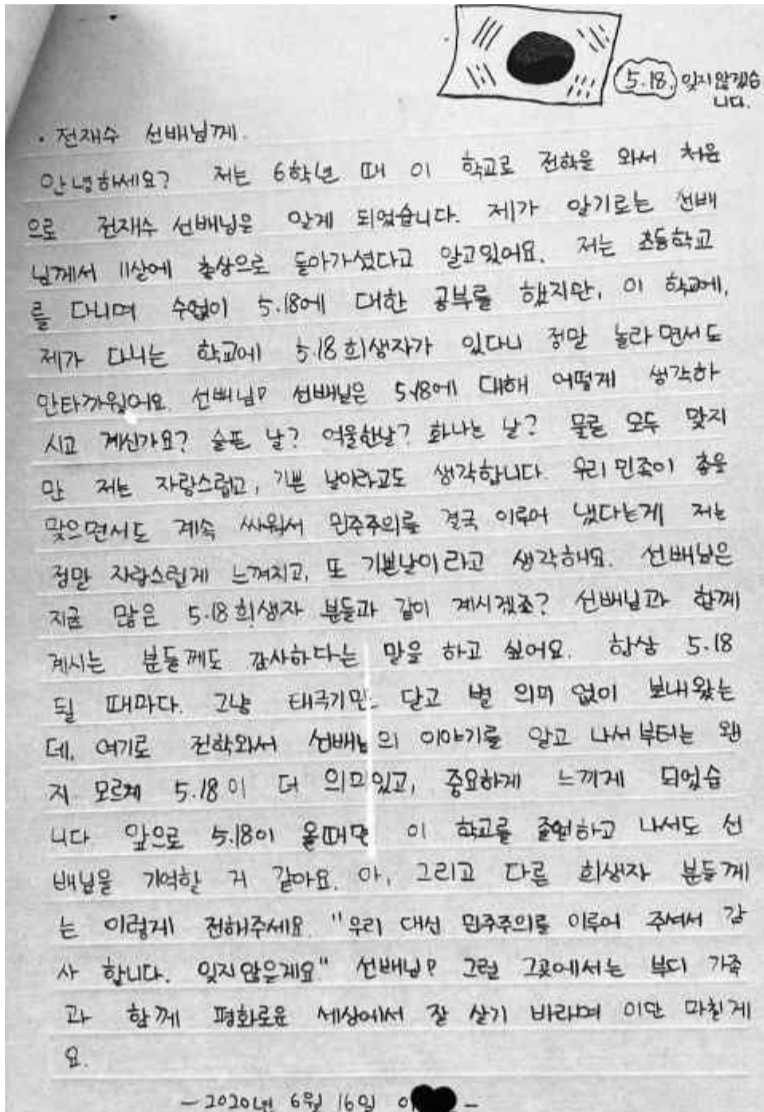 5.18. 잊지않겠습
니다.
· 전재수 선배님께.
안녕하세요? 저는 6학년 때 이 학교로 전학을 와서 처음
으로 전재수 선배님은 알게 되었습니다. 제가 알기로는 선배
님께서 11살에 총상으로 돌아가셨다고 알고있어요. 저는 초등학교
를 다니며 수없이 5.18에 대한 공부를 했지만, 이 학교에,
제가 다니는 학교에 5.18 희생자가 있다니 정말 놀라면서도
안타까웠어요. 선배님? 선배님은 5.18에 대해 어떻게 생각하
시고 계신가요? 슬픈 날? 억울한날? 화나는 날? 물론 모두 맞지
만 저는 자랑스럽고, 기쁜 날이라고도 생각합니다. 우리 민족이 총을
맞으면서도 계속 싸워서 민주주의를 결국 이루어 냈다는게 저는
정말 자랑스럽게 느껴지고, 또 기쁜날이라고 생각해요. 선배님은
지금 많은 5.18 희생자 분들과 같이 계시겠죠? 선배님과 함께
계시는 분들께도 감사하다는 말을 하고 싶어요. 항상 5.18
될 때마다. 그냥 태극기만 달고 별 의미 없이 보내왔는
데, 여기로 전학와서 선배님의 이야기를 알고 나서부터는 왠
지 모르게 5.18이 더 의미있고, 중요하게 느끼게 되었습
니다 앞으로 5.18이 올때면 이 학교를 졸업하고 나서도 선
배님을 기억할 거 같아요. 아, 그리고 다른 희생자 분들께
는 이렇게 전해주세요 "우리 대신 민주주의를 이루어 주셔서 감
사 합니다. 잊지않을게요" 선배님? 그럼 그곳에서는 부디 가족
과 함께 평화로운 세상에서 잘 살기 바라며 이만 마칠게
요.
- 2020년 6월 16일 이 -